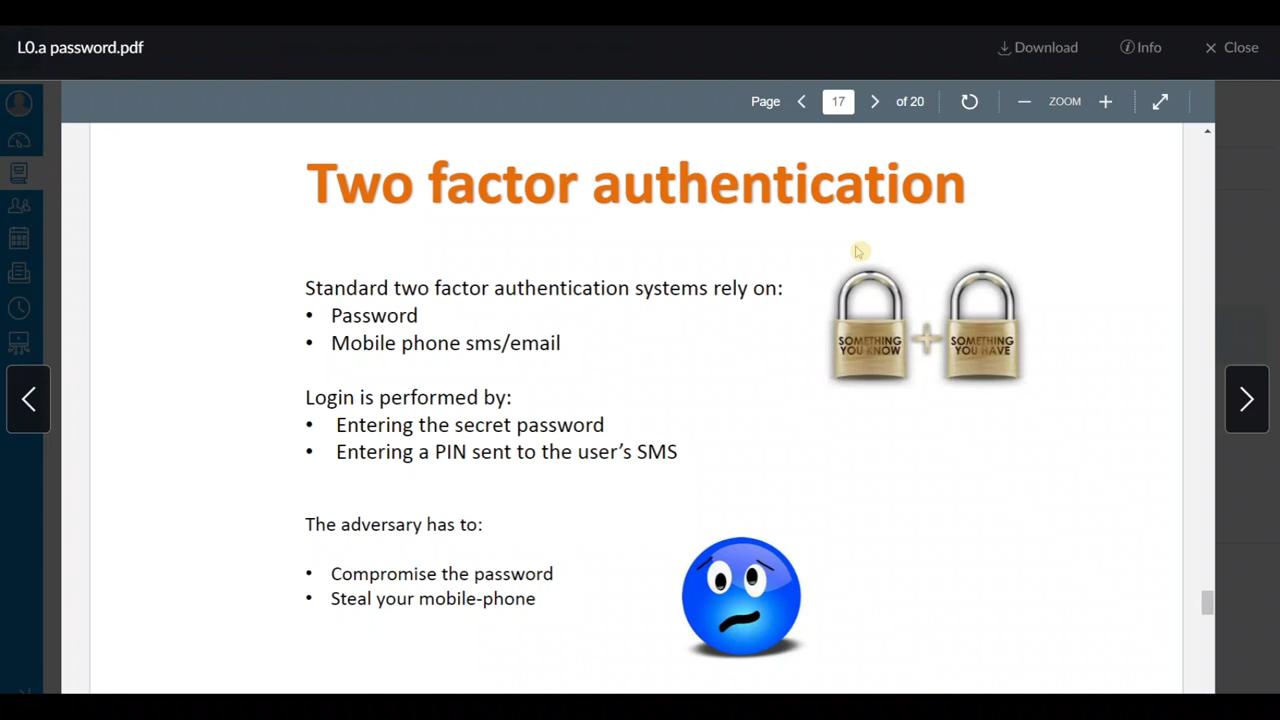 L0.a password.pdf
Download
Info
Close
Page
17
of 20
ZOOM
Two factor authentication
Standard two factor authentication systems rely on:
• Password
• Mobile phone sms/email
SOMETHING
YOU KNOW
SOMETHING
YOU HAVE
Login is performed by:
• Entering the secret password
• Entering a PIN sent to the user’s SMS
The adversary has to:
• Compromise the password
• Steal your mobile-phone